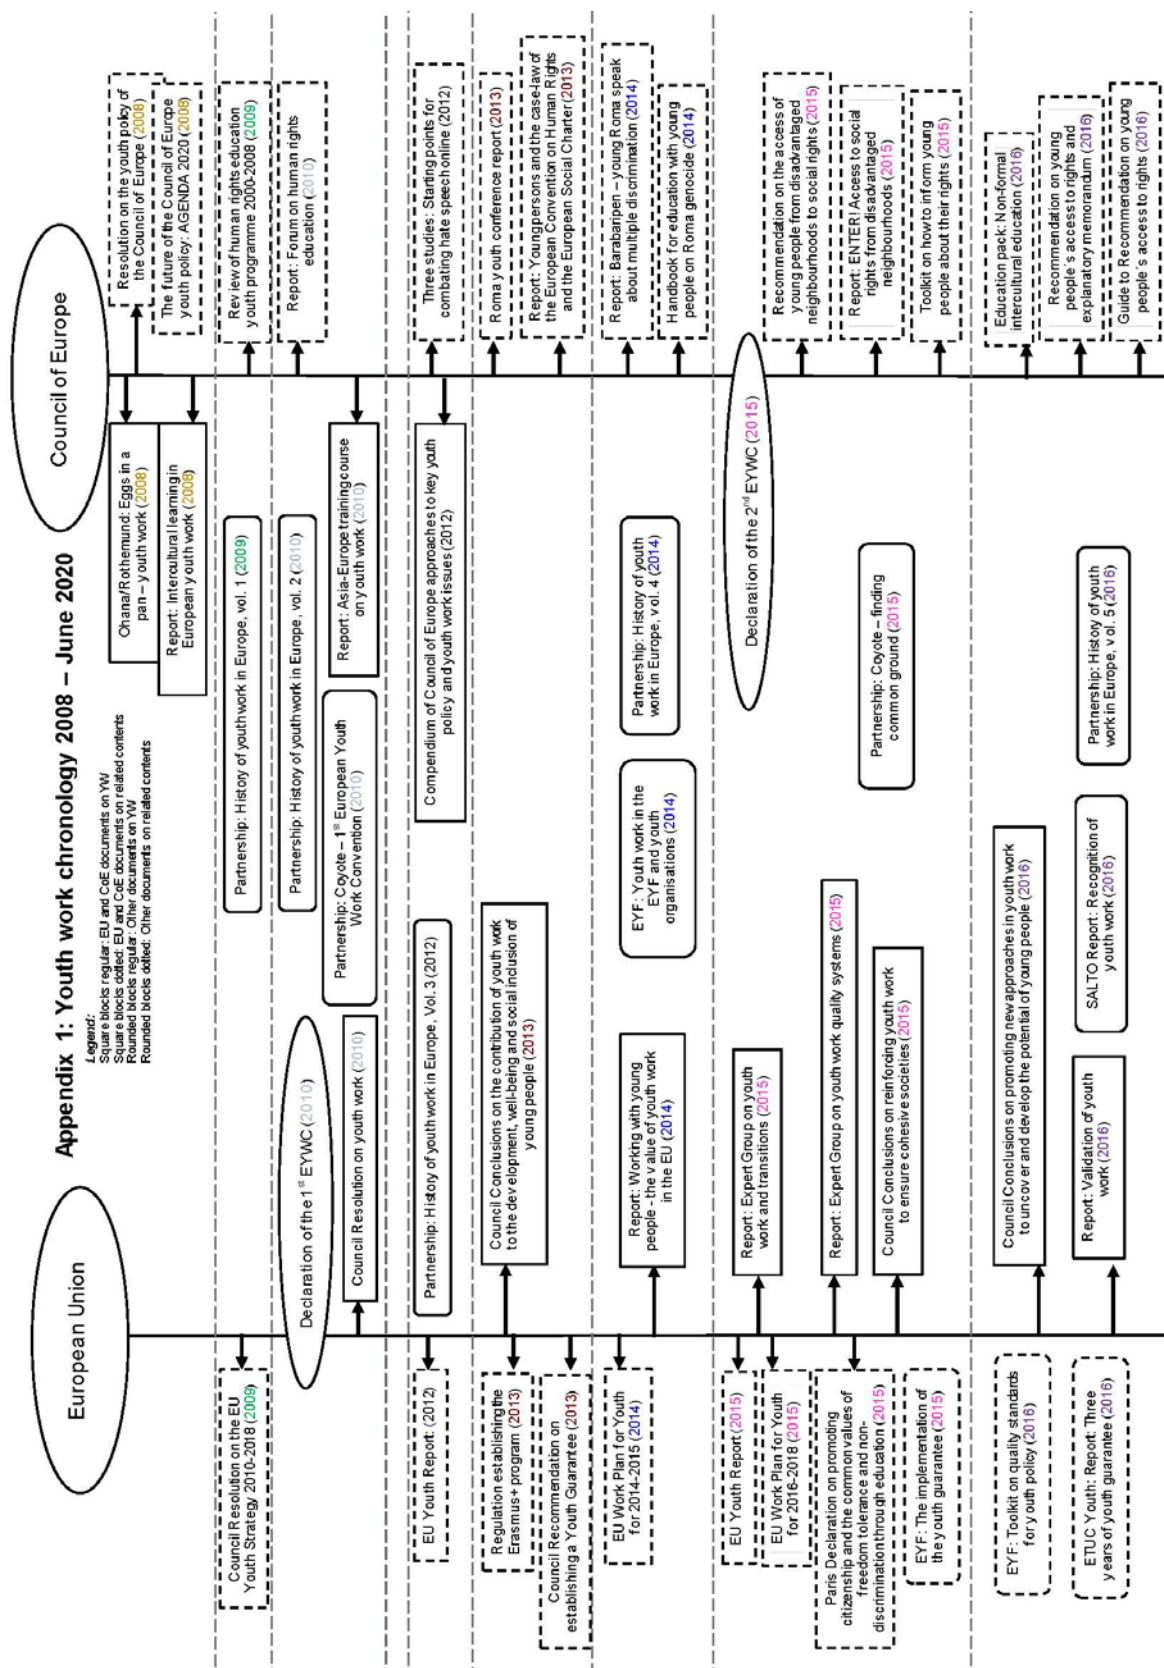 Appendix 1: Youth work chronology 2008 – June 2020
Legend:
Square blocks regular: EU and CoE documents on YW
Square blocks dotted: EU and CoE documents on related contents
Rounded blocks regular: Other documents on YW
Rounded blocks dotted: Other documents on related contents
European Union
Council of Europe
Ohana/Rothemund: Eggs in a
pan – youth work (2008)
Resolution on the youth policy of
the Council of Europe (2008)
Report: Intercultural learning in
European youth work (2008)
The future of the Council of Europe
youth policy: AGENDA 2020 (2008)
Council Resolution on the EU
Youth Strategy 2010-2018 (2009)
Partnership: History of youth work in Europe, vol. 1 (2009)
Review of human rights education
youth programme 2000-2008 (2009)
Declaration of the 1st EYWC (2010)
Partnership: History of youth work in Europe, vol. 2 (2010)
Report: Forum on human rights
education (2010)
Council Resolution on youth work (2010)
Partnership: Coyote – 1st European Youth
Work Convention (2010)
Report: Asia-Europe training course
on youth work (2010)
EU Youth Report: (2012)
Partnership: History of youth work in Europe, Vol. 3 (2012)
Compendium of Council of Europe approaches to key youth
policy and youth work issues (2012)
Three studies: Starting points for
combating hate speech online (2012)
Regulation establishing the
Erasmus+ program (2013)
Council Recommendation on
establishing a Youth Guarantee (2013)
Council Conclusions on the contribution of youth work
to the development, well-being and social inclusion of
young people (2013)
Roma youth conference report (2013)
Report: Young persons and the case-law of
the European Convention on Human Rights
and the European Social Charter (2013)
EU Work Plan for Youth
for 2014-2015 (2014)
Report: Working with young
people - the value of youth work
in the EU (2014)
EYF: Youth work in the
EYF and youth
organisations (2014)
Partnership: History of youth
work in Europe, vol. 4 (2014)
Report: Barabaripen – young Roma speak
about multiple discrimination (2014)
Handbook for education with young
people on Roma genocide (2014)
EU Youth Report (2015)
EU Work Plan for Youth
for 2016-2018 (2015)
Paris Declaration on promoting
citizenship and the common values of
freedom tolerance and non-
discrimination through education (2015)
EYF: The implementation of
the youth guarantee (2015)
Report: Expert Group on youth
work and transitions (2015)
Report: Expert Group on youth work quality systems (2015)
Council Conclusions on reinforcing youth work
to ensure cohesive societies (2015)
Declaration of the 2nd EYWC (2015)
Partnership: Coyote – finding
common ground (2015)
Recommendation on the access of
young people from disadvantaged
neighbourhoods to social rights (2015)
Report: ENTER! Access to social
rights from disadvantaged
neighbourhoods (2015)
Toolkit on how to inform young
people about their rights (2015)
EYF: Toolkit on quality standards
for youth policy (2016)
ETUC Youth: Report: Three
years of youth guarantee (2016)
Council Conclusions on promoting new approaches in youth work
to uncover and develop the potential of young people (2016)
Report: Validation of youth
work (2016)
SALTO Report: Recognition of
youth work (2016)
Partnership: History of youth
work in Europe, vol. 5 (2016)
Education pack: Non-formal
intercultural education (2016)
Recommendation on young
people´s access to rights and
explanatory memorandum (2016)
Guide to Recommendation on young
people´s access to rights (2016)